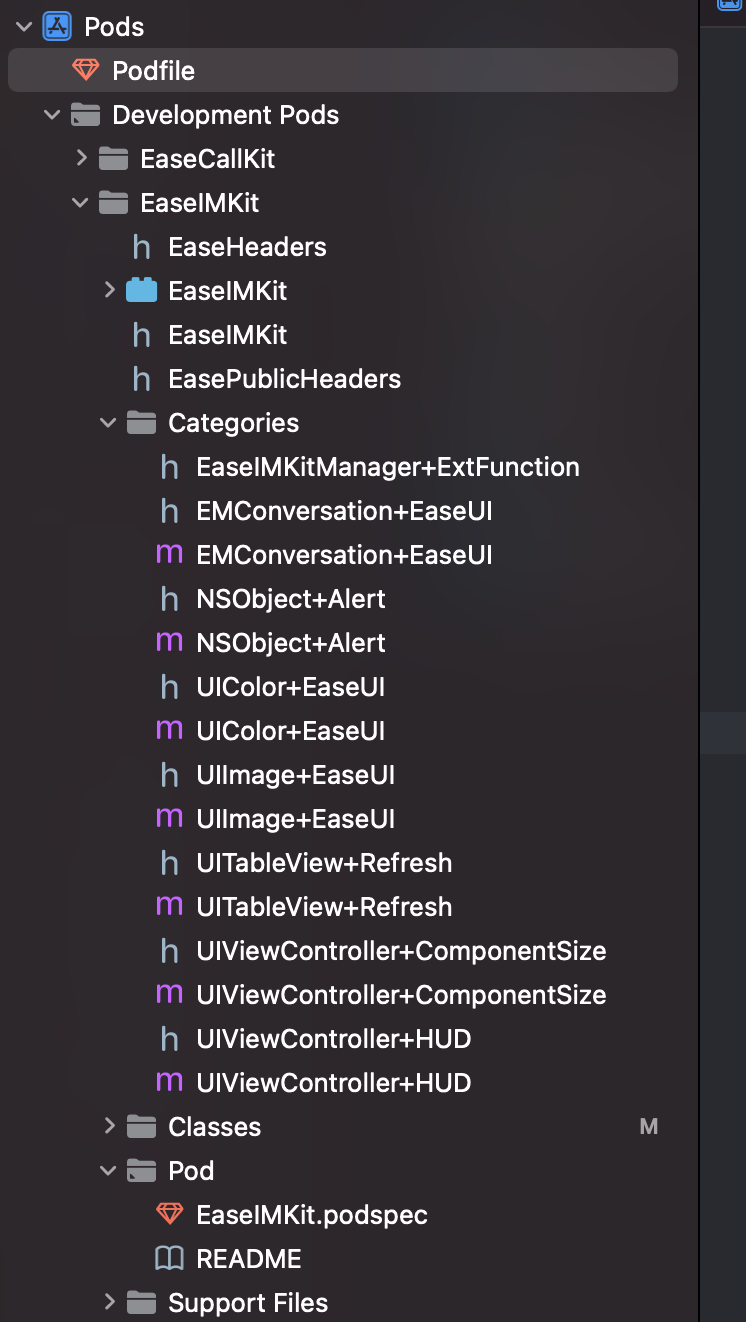 Pods
Podfile
Development Pods
EaseCallKit
EaseIMKit
h EaseHeaders
EaseIMKit
h EaseIMKit
h EasePublicHeaders
Categories
h EaseIMKitManager+ExtFunction
h EMConversation+EaseUI
m EMConversation+EaseUI
h NSObject+Alert
m NSObject+Alert
h UIColor+EaseUI
m UIColor+EaseUI
h UIImage+EaseUI
m UIImage+EaseUI
h UITableView+Refresh
m UITableView+Refresh
h UIViewController+ComponentSize
m UIViewController+ComponentSize
h UIViewController+HUD
m UIViewController+HUD
Classes M
Pod
EaseIMKit.podspec
README
Support Files